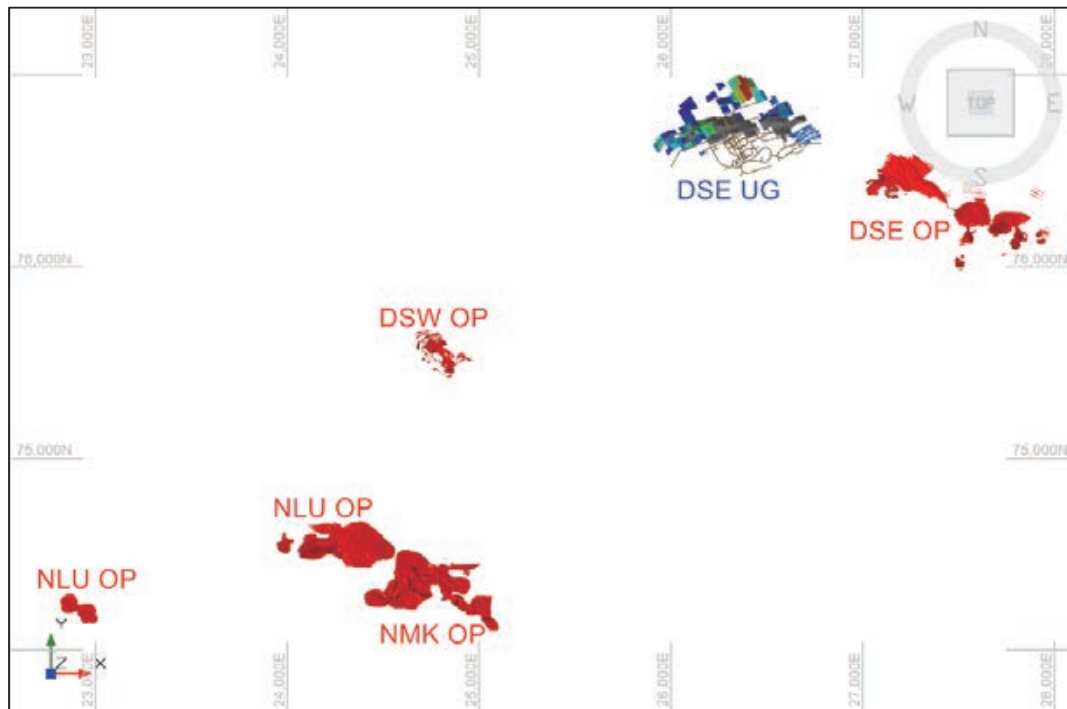 23,000E
24,000E
25,000E
26,000E
27,000E
28,000E
N
W
TOP
E
S
DSE UG
DSE OP
76,000N
76,000N
DSW OP
75,000N
75,000N
NLU OP
NLU OP
NMK OP
Y
Z
X
23,000E
24,000E
25,000E
26,000E
27,000E
28,000E